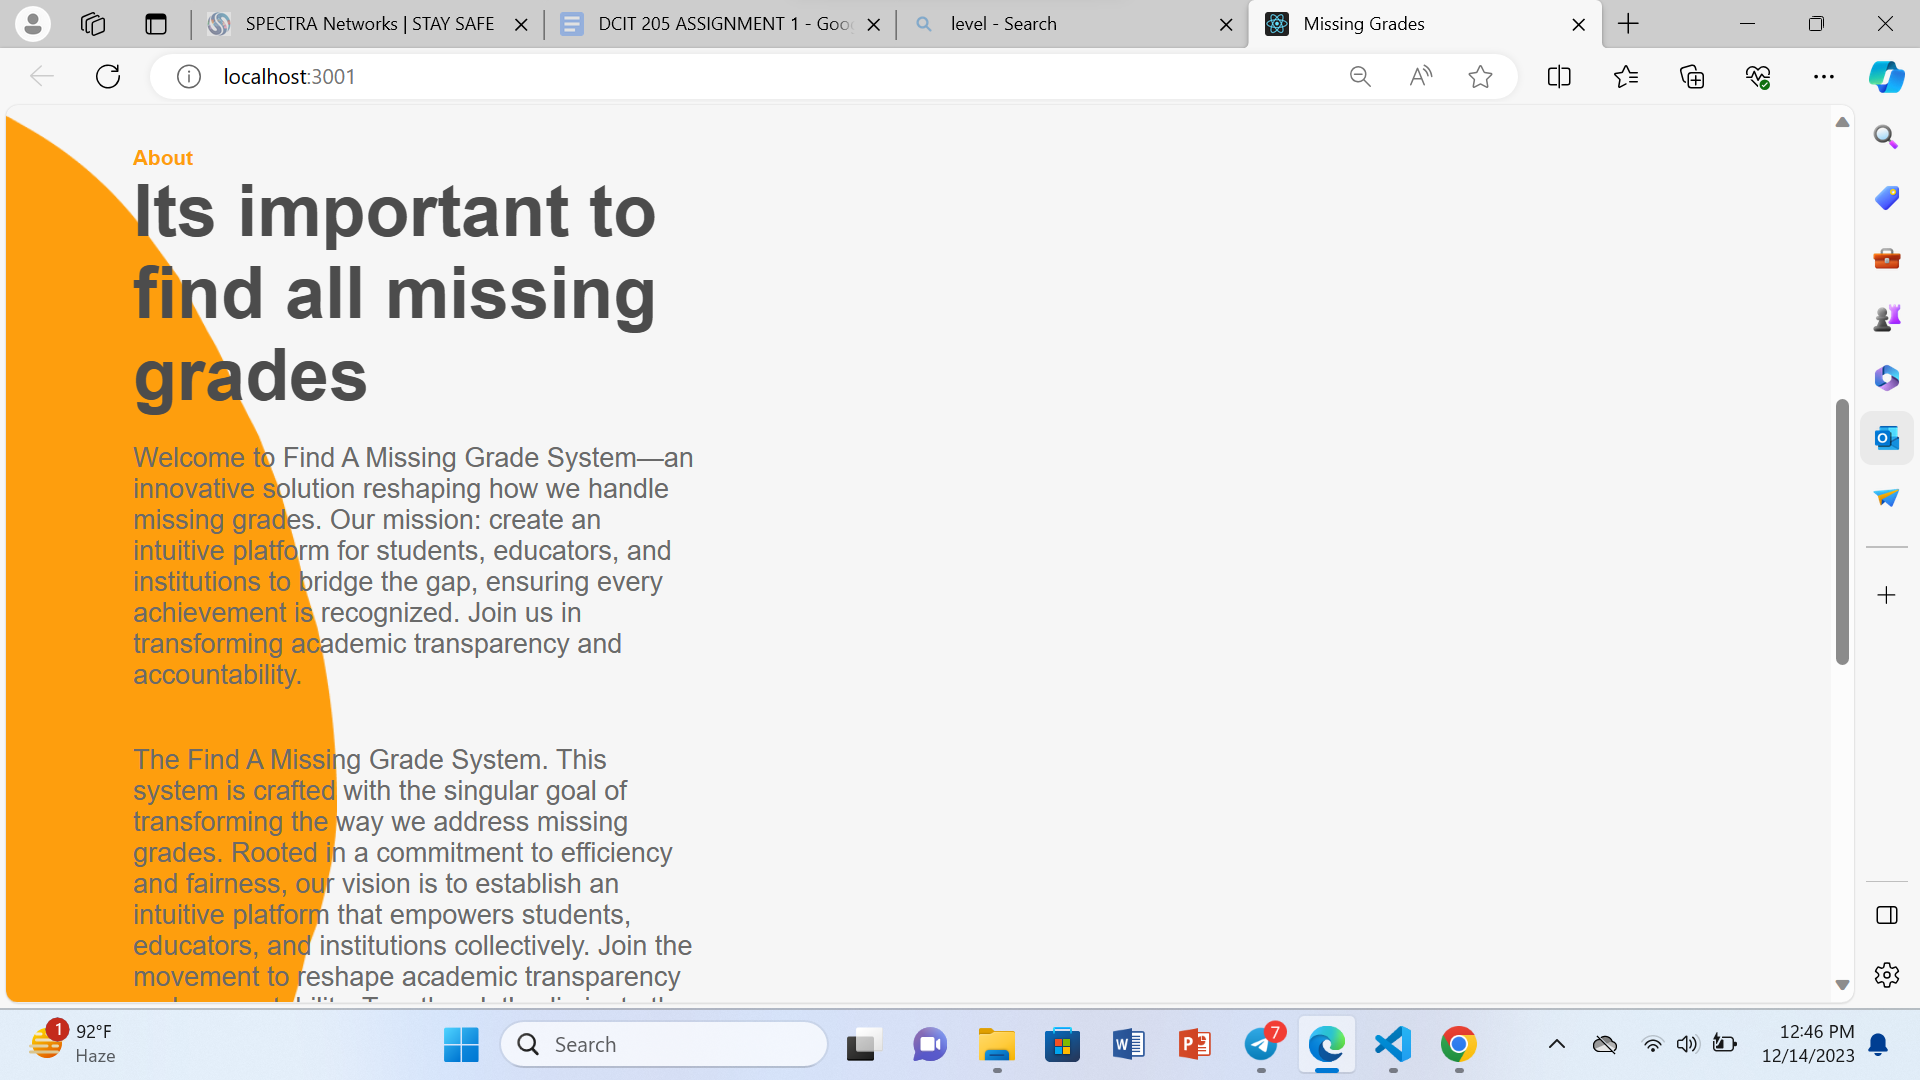 SPECTRA Networks | STAY SAFE
DCIT 205 ASSIGNMENT 1 - Goo
level - Search
Missing Grades
localhost:3001
About
Its important to
find all missing
grades
Welcome to Find A Missing Grade System—an
innovative solution reshaping how we handle
missing grades. Our mission: create an
intuitive platform for students, educators, and
institutions to bridge the gap, ensuring every
achievement is recognized. Join us in
transforming academic transparency and
accountability.
The Find A Missing Grade System. This
system is crafted with the singular goal of
transforming the way we address missing
grades. Rooted in a commitment to efficiency
and fairness, our vision is to establish an
intuitive platform that empowers students,
educators, and institutions collectively. Join the
movement to reshape academic transparency
1
92°F
Haze
Search
7
12:46 PM
12/14/2023